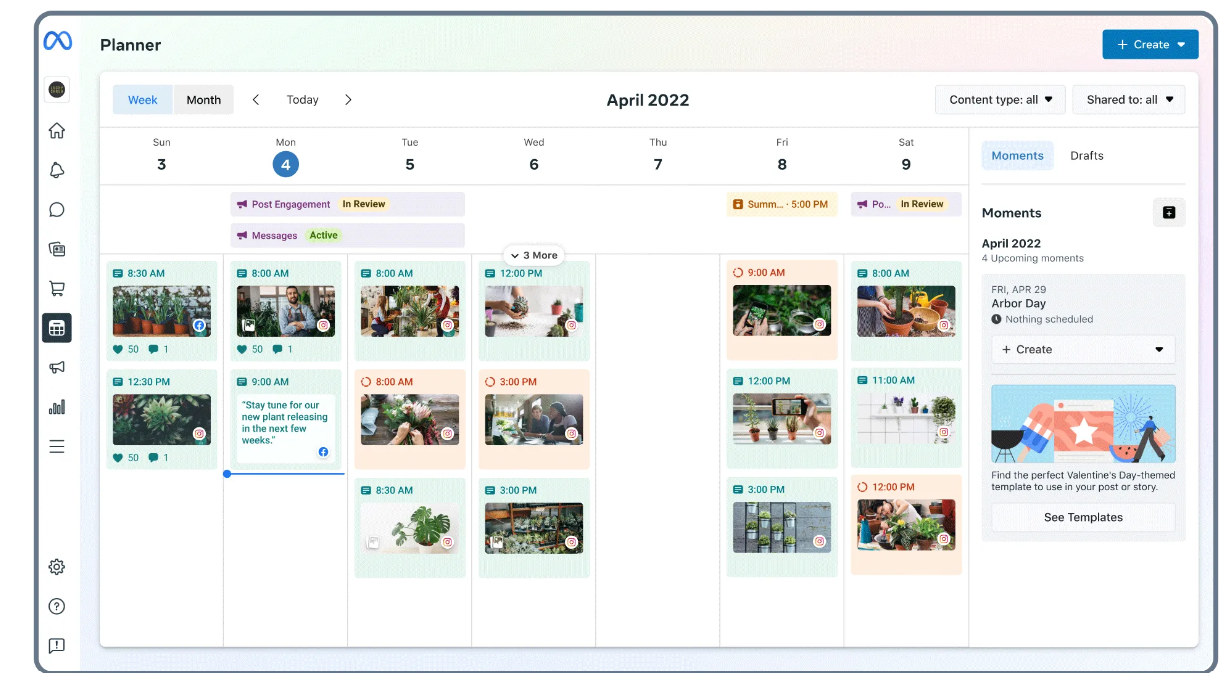 Planner
+ Create
Week Month Today April 2022 Content type: all Shared to: all
Sun Mon Tue Wed Thu Fri Sat
3 4 5 6 7 8 9
Post Engagement In Review
Summ... · 5:00 PM
Po... In Review
Messages Active
3 More
8:30 AM
50 1
12:30 PM
50 1
8:00 AM
50 1
9:00 AM
"Stay tune for our
new plant releasing
in the next few
weeks."
8:00 AM
8:00 AM
8:30 AM
12:00 PM
3:00 PM
3:00 PM
9:00 AM
12:00 PM
3:00 PM
8:00 AM
11:00 AM
12:00 PM
Moments Drafts
Moments
April 2022
4 Upcoming moments
FRI, APR 29
Arbor Day
Nothing scheduled
+ Create
Find the perfect Valentine's Day-themed
template to use in your post or story.
See Templates